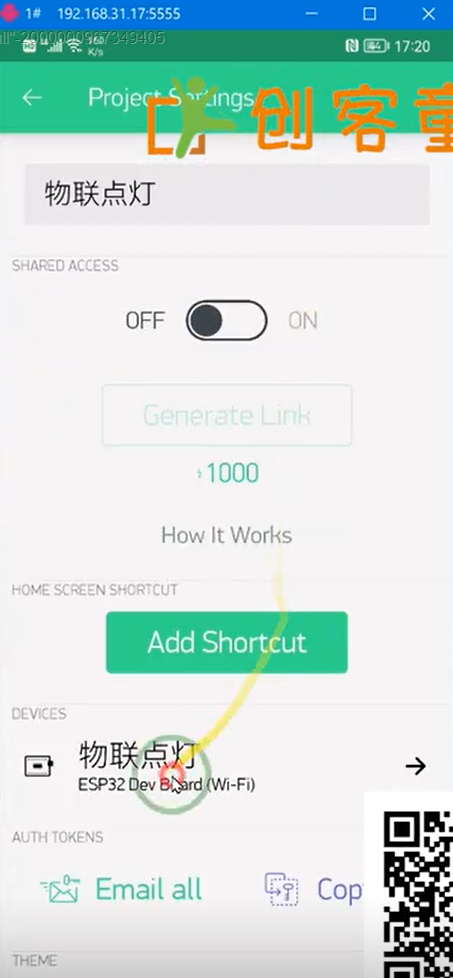 1# 192.168.31.17:5555
all"-2000000967349405
K/s
17:20
Project Settings
创客童
物联点灯
SHARED ACCESS
OFF
ON
Generate Link
1000
How It Works
HOME SCREEN SHORTCUT
Add Shortcut
DEVICES
物联点灯
ESP32 Dev Board (Wi-Fi)
AUTH TOKENS
Email all
Cop
THEME